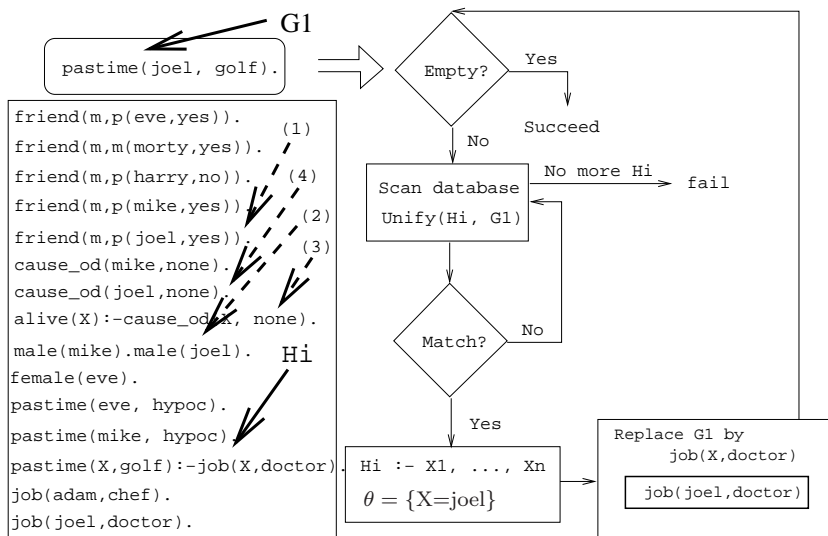 G1
pastime(joel, golf).
friend(m,p(eve,yes)).
(1)
friend(m,m(morty,yes)).
friend(m,p(harry,no)).
(4)
friend(m,p(mike,yes)).
(2)
friend(m,p(joel,yes)).
(3)
cause_od(mike,none).
cause_od(joel,none).
alive(X):-cause_od(X, none).
male(mike).male(joel).
Hi
female(eve).
pastime(eve, hypoc).
pastime(mike, hypoc).
pastime(X,golf):-job(X,doctor).
job(adam,chef).
job(joel,doctor).
Empty?
Yes
Succeed
No
Scan database
Unify(Hi, G1)
No more Hi
fail
Match?
No
Yes
Hi :- X1, ..., Xn
θ = {X=joel}
Replace G1 by
job(X,doctor)
job(joel,doctor)